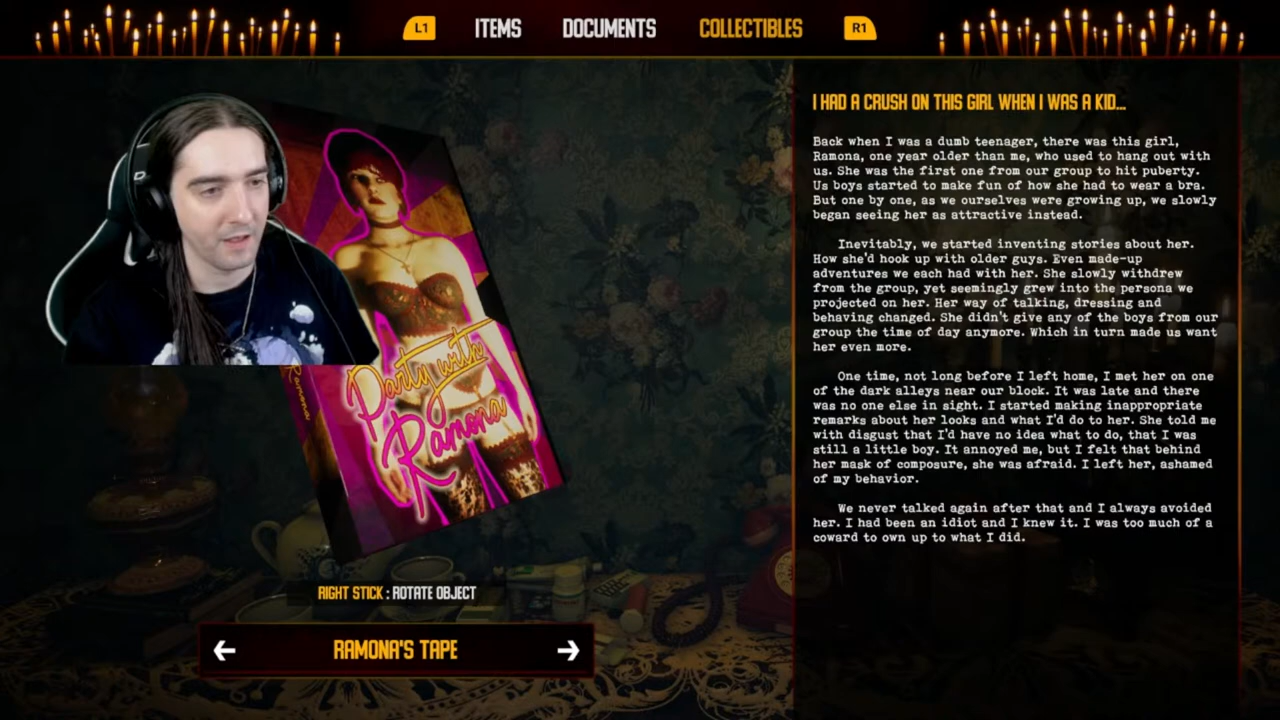 L1 ITEMS DOCUMENTS COLLECTIBLES R1
I HAD A CRUSH ON THIS GIRL WHEN I WAS A KID...
Back when I was a dumb teenager, there was this girl,
Ramona, one year older than me, who used to hang out with
us. She was the first one from our group to hit puberty.
Us boys started to make fun of how she had to wear a bra.
But one by one, as we ourselves were growing up, we slowly
began seeing her as attractive instead.
Inevitably, we started inventing stories about her.
How she'd hook up with older guys. Even made-up
adventures we each had with her. She slowly withdrew
from the group, yet seemingly grew into the persona we
projected on her. Her way of talking, dressing and
behaving changed. She didn't give any of the boys from our
group the time of day anymore. Which in turn made us want
her even more.
One time, not long before I left home, I met her on one
of the dark alleys near our block. It was late and there
was no one else in sight. I started making inappropriate
remarks about her looks and what I'd do to her. She told me
with disgust that I'd have no idea what to do, that I was
still a little boy. It annoyed me, but I felt that behind
her mask of composure, she was afraid. I left her, ashamed
of my behavior.
We never talked again after that and I always avoided
her. I had been an idiot and I knew it. I was too much of a
coward to own up to what I did.
Party with
Ramona
Ramona
RIGHT STICK : ROTATE OBJECT
RAMONA'S TAPE